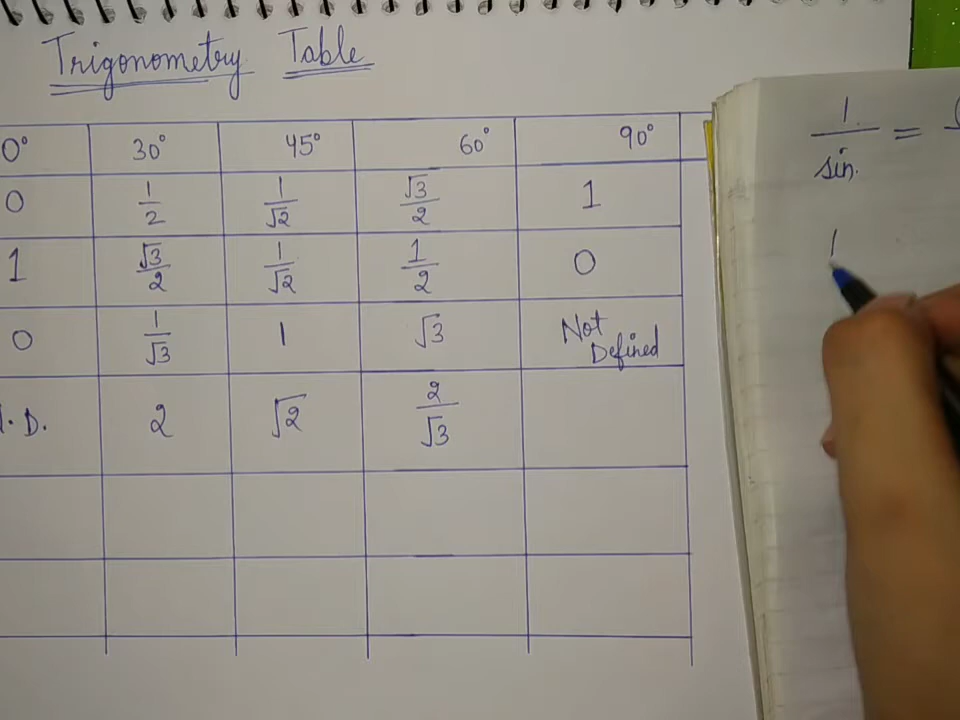 Trigonometry Table
0° 30° 45° 60° 90°
0 1/2 1/√2 √3/2 1
1 √3/2 1/√2 1/2 0
0 1/√3 1 √3 Not Defined
.D. 2 √2 2/√3
1/sin. =
1